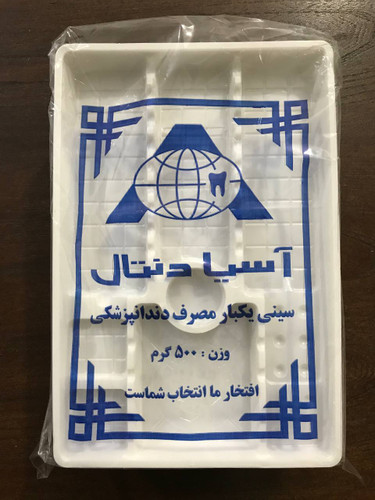 آسیا دنتال
سینی یکبار مصرف دندانپزشکی
وزن : ۵۰۰ گرم
افتخار ما انتخاب شماست